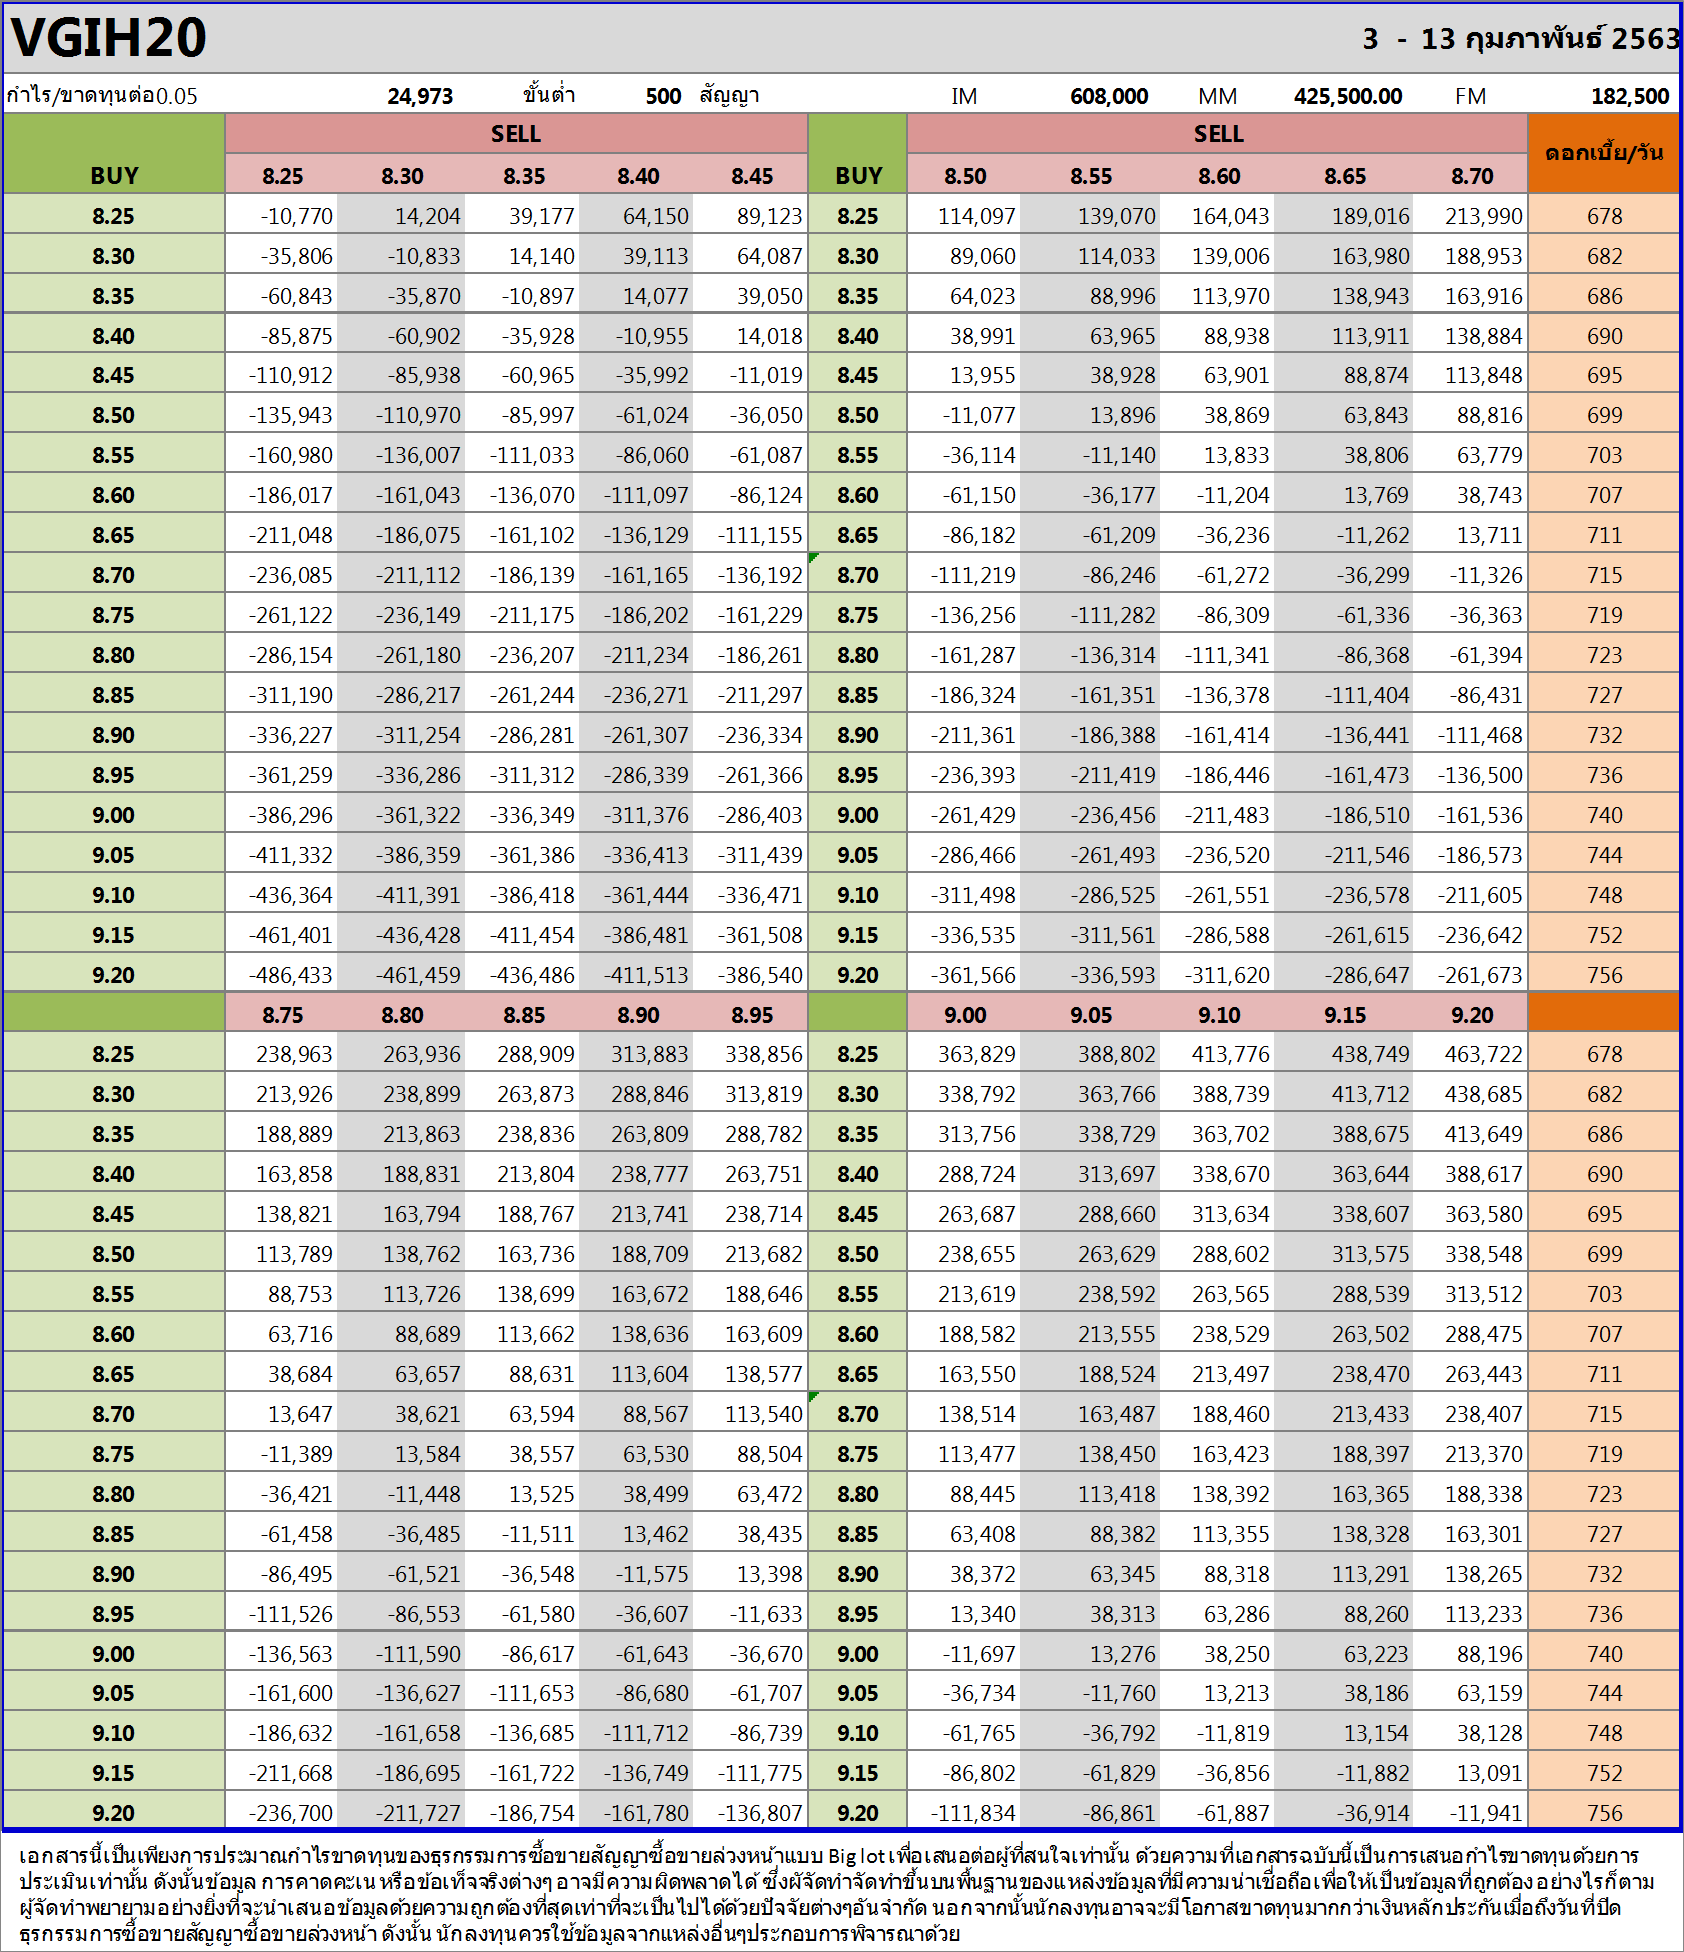 VGIH20 3 - 13 กุมภาพันธ์ 2563
กำไร/ขาดทุนต่อ0.05 24,973 ขั้นต่ำ 500 สัญญา IM 608,000 MM 425,500.00 FM 182,500
BUY SELL BUY SELL ดอกเบี้ย/วัน
8.25 8.30 8.35 8.40 8.45 8.50 8.55 8.60 8.65 8.70
8.25 -10,770 14,204 39,177 64,150 89,123 8.25 114,097 139,070 164,043 189,016 213,990 678
8.30 -35,806 -10,833 14,140 39,113 64,087 8.30 89,060 114,033 139,006 163,980 188,953 682
8.35 -60,843 -35,870 -10,897 14,077 39,050 8.35 64,023 88,996 113,970 138,943 163,916 686
8.40 -85,875 -60,902 -35,928 -10,955 14,018 8.40 38,991 63,965 88,938 113,911 138,884 690
8.45 -110,912 -85,938 -60,965 -35,992 -11,019 8.45 13,955 38,928 63,901 88,874 113,848 695
8.50 -135,943 -110,970 -85,997 -61,024 -36,050 8.50 -11,077 13,896 38,869 63,843 88,816 699
8.55 -160,980 -136,007 -111,033 -86,060 -61,087 8.55 -36,114 -11,140 13,833 38,806 63,779 703
8.60 -186,017 -161,043 -136,070 -111,097 -86,124 8.60 -61,150 -36,177 -11,204 13,769 38,743 707
8.65 -211,048 -186,075 -161,102 -136,129 -111,155 8.65 -86,182 -61,209 -36,236 -11,262 13,711 711
8.70 -236,085 -211,112 -186,139 -161,165 -136,192 8.70 -111,219 -86,246 -61,272 -36,299 -11,326 715
8.75 -261,122 -236,149 -211,175 -186,202 -161,229 8.75 -136,256 -111,282 -86,309 -61,336 -36,363 719
8.80 -286,154 -261,180 -236,207 -211,234 -186,261 8.80 -161,287 -136,314 -111,341 -86,368 -61,394 723
8.85 -311,190 -286,217 -261,244 -236,271 -211,297 8.85 -186,324 -161,351 -136,378 -111,404 -86,431 727
8.90 -336,227 -311,254 -286,281 -261,307 -236,334 8.90 -211,361 -186,388 -161,414 -136,441 -111,468 732
8.95 -361,259 -336,286 -311,312 -286,339 -261,366 8.95 -236,393 -211,419 -186,446 -161,473 -136,500 736
9.00 -386,296 -361,322 -336,349 -311,376 -286,403 9.00 -261,429 -236,456 -211,483 -186,510 -161,536 740
9.05 -411,332 -386,359 -361,386 -336,413 -311,439 9.05 -286,466 -261,493 -236,520 -211,546 -186,573 744
9.10 -436,364 -411,391 -386,418 -361,444 -336,471 9.10 -311,498 -286,525 -261,551 -236,578 -211,605 748
9.15 -461,401 -436,428 -411,454 -386,481 -361,508 9.15 -336,535 -311,561 -286,588 -261,615 -236,642 752
9.20 -486,433 -461,459 -436,486 -411,513 -386,540 9.20 -361,566 -336,593 -311,620 -286,647 -261,673 756
8.75 8.80 8.85 8.90 8.95 9.00 9.05 9.10 9.15 9.20
8.25 238,963 263,936 288,909 313,883 338,856 8.25 363,829 388,802 413,776 438,749 463,722 678
8.30 213,926 238,899 263,873 288,846 313,819 8.30 338,792 363,766 388,739 413,712 438,685 682
8.35 188,889 213,863 238,836 263,809 288,782 8.35 313,756 338,729 363,702 388,675 413,649 686
8.40 163,858 188,831 213,804 238,777 263,751 8.40 288,724 313,697 338,670 363,644 388,617 690
8.45 138,821 163,794 188,767 213,741 238,714 8.45 263,687 288,660 313,634 338,607 363,580 695
8.50 113,789 138,762 163,736 188,709 213,682 8.50 238,655 263,629 288,602 313,575 338,548 699
8.55 88,753 113,726 138,699 163,672 188,646 8.55 213,619 238,592 263,565 288,539 313,512 703
8.60 63,716 88,689 113,662 138,636 163,609 8.60 188,582 213,555 238,529 263,502 288,475 707
8.65 38,684 63,657 88,631 113,604 138,577 8.65 163,550 188,524 213,497 238,470 263,443 711
8.70 13,647 38,621 63,594 88,567 113,540 8.70 138,514 163,487 188,460 213,433 238,407 715
8.75 -11,389 13,584 38,557 63,530 88,504 8.75 113,477 138,450 163,423 188,397 213,370 719
8.80 -36,421 -11,448 13,525 38,499 63,472 8.80 88,445 113,418 138,392 163,365 188,338 723
8.85 -61,458 -36,485 -11,511 13,462 38,435 8.85 63,408 88,382 113,355 138,328 163,301 727
8.90 -86,495 -61,521 -36,548 -11,575 13,398 8.90 38,372 63,345 88,318 113,291 138,265 732
8.95 -111,526 -86,553 -61,580 -36,607 -11,633 8.95 13,340 38,313 63,286 88,260 113,233 736
9.00 -136,563 -111,590 -86,617 -61,643 -36,670 9.00 -11,697 13,276 38,250 63,223 88,196 740
9.05 -161,600 -136,627 -111,653 -86,680 -61,707 9.05 -36,734 -11,760 13,213 38,186 63,159 744
9.10 -186,632 -161,658 -136,685 -111,712 -86,739 9.10 -61,765 -36,792 -11,819 13,154 38,128 748
9.15 -211,668 -186,695 -161,722 -136,749 -111,775 9.15 -86,802 -61,829 -36,856 -11,882 13,091 752
9.20 -236,700 -211,727 -186,754 -161,780 -136,807 9.20 -111,834 -86,861 -61,887 -36,914 -11,941 756
เอกสารนี้เป็นเพียงการประมาณกำไรขาดทุนของธุรกรรมการซื้อขายสัญญาซื้อขายล่วงหน้าแบบ Big lot เพื่อเสนอต่อผู้ที่สนใจเท่านั้น ด้วยความที่เอกสารฉบับนี้เป็นการเสนอกำไรขาดทุนด้วยการ
ประเมินเท่านั้น ดังนั้นข้อมูล การคาดคะเน หรือข้อเท็จจริงต่างๆ อาจมีความผิดพลาดได้ ซึ่งผู้จัดทำจัดทำขึ้นบนพื้นฐานของแหล่งข้อมูลที่มีความน่าเชื่อถือเพื่อให้เป็นข้อมูลที่ถูกต้อง อย่างไรก็ตาม
ผู้จัดทำพยายามอย่างยิ่งที่จะนำเสนอข้อมูลด้วยความถูกต้องที่สุดเท่าที่จะเป็นไปได้ด้วยปัจจัยต่างๆอันจำกัด นอกจากนั้นนักลงทุนอาจจะมีโอกาสขาดทุนมากกว่าเงินหลักประกันเมื่อถึงวันที่ปิด
ธุรกรรมการซื้อขายสัญญาซื้อขายล่วงหน้า ดังนั้น นักลงทุนควรใช้ข้อมูลจากแหล่งอื่นๆประกอบการพิจารณาด้วย